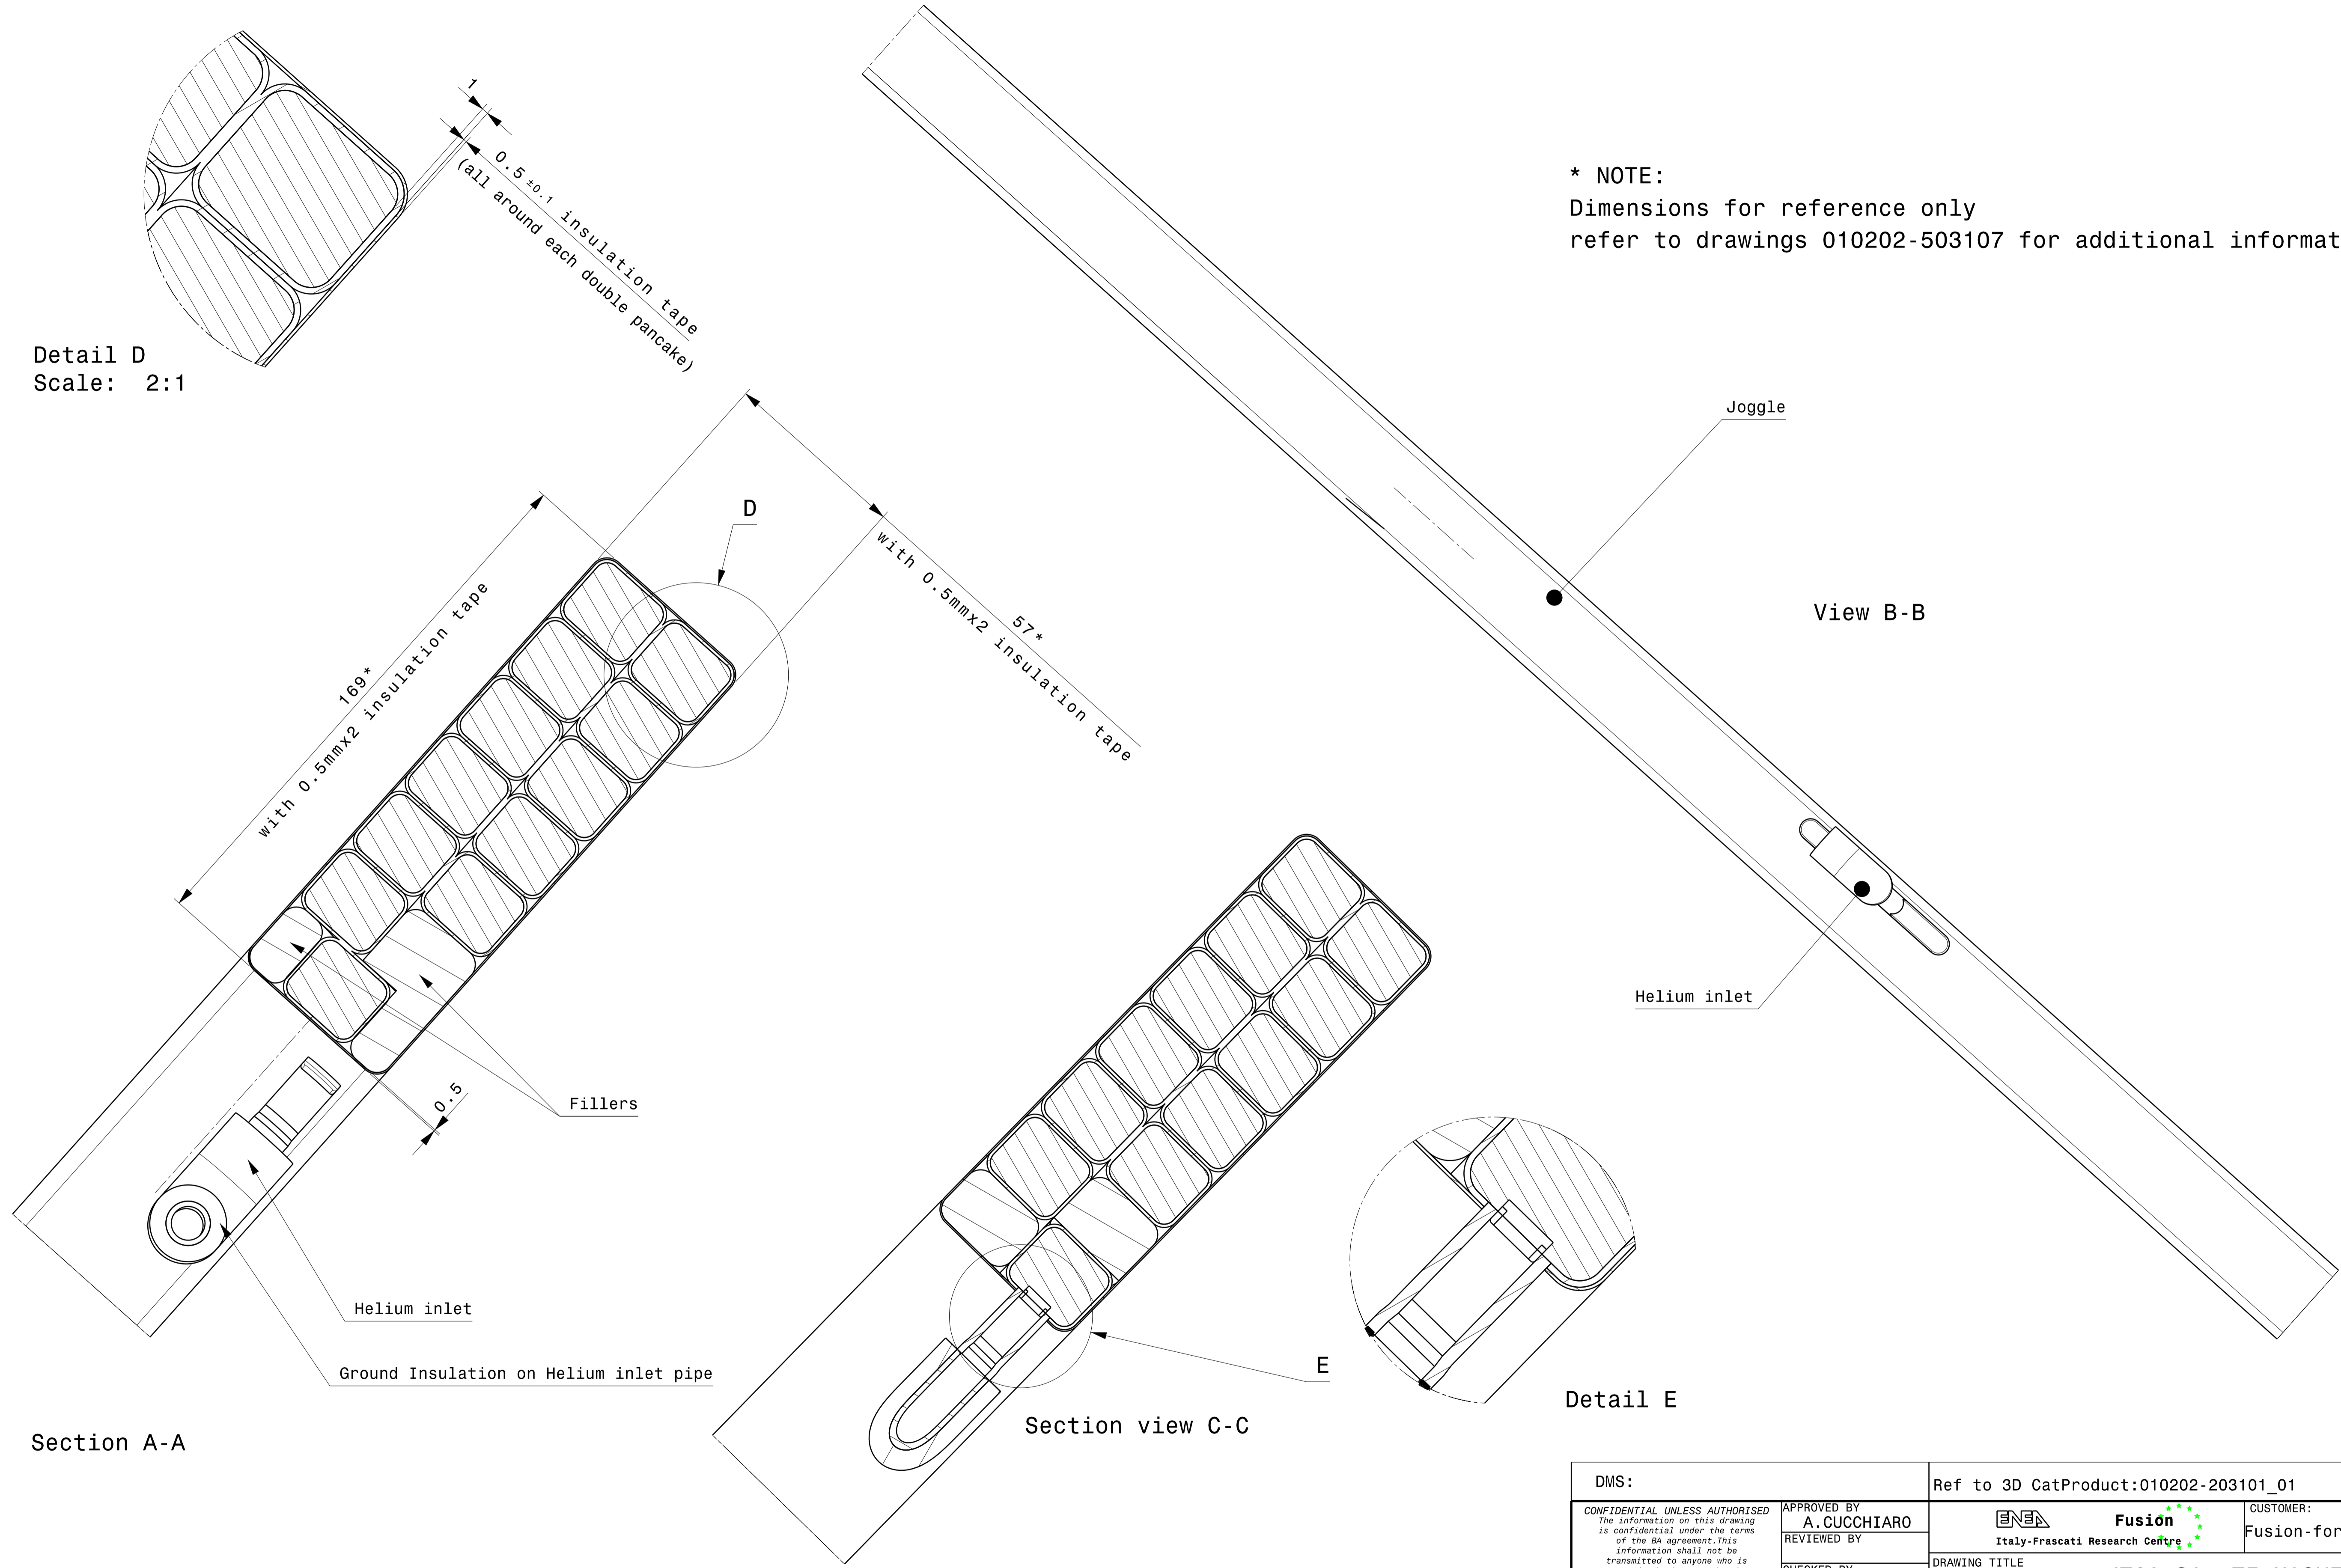 1
0.5 ±0.1 insulation tape
(all around each double pancake)
Detail D
Scale: 2:1
* NOTE:
Dimensions for reference only
refer to drawings 010202-503107 for additional informat
Joggle
View B-B
Helium inlet
D
57*
with 0.5mmx2 insulation tape
169*
with 0.5mmx2 insulation tape
Fillers
0.5
Helium inlet
Ground Insulation on Helium inlet pipe
Section A-A
E
Section view C-C
Detail E
DMS:
Ref to 3D CatProduct:010202-203101_01
CONFIDENTIAL UNLESS AUTHORISED
The information on this drawing
is confidential under the terms
of the BA agreement.This
information shall not be
transmitted to anyone who is
APPROVED BY
A.CUCCHIARO
REVIEWED BY
CHECKED BY
ENEA
Fusion
Italy-Frascati Research Centre
CUSTOMER:
Fusion-for
DRAWING TITLE